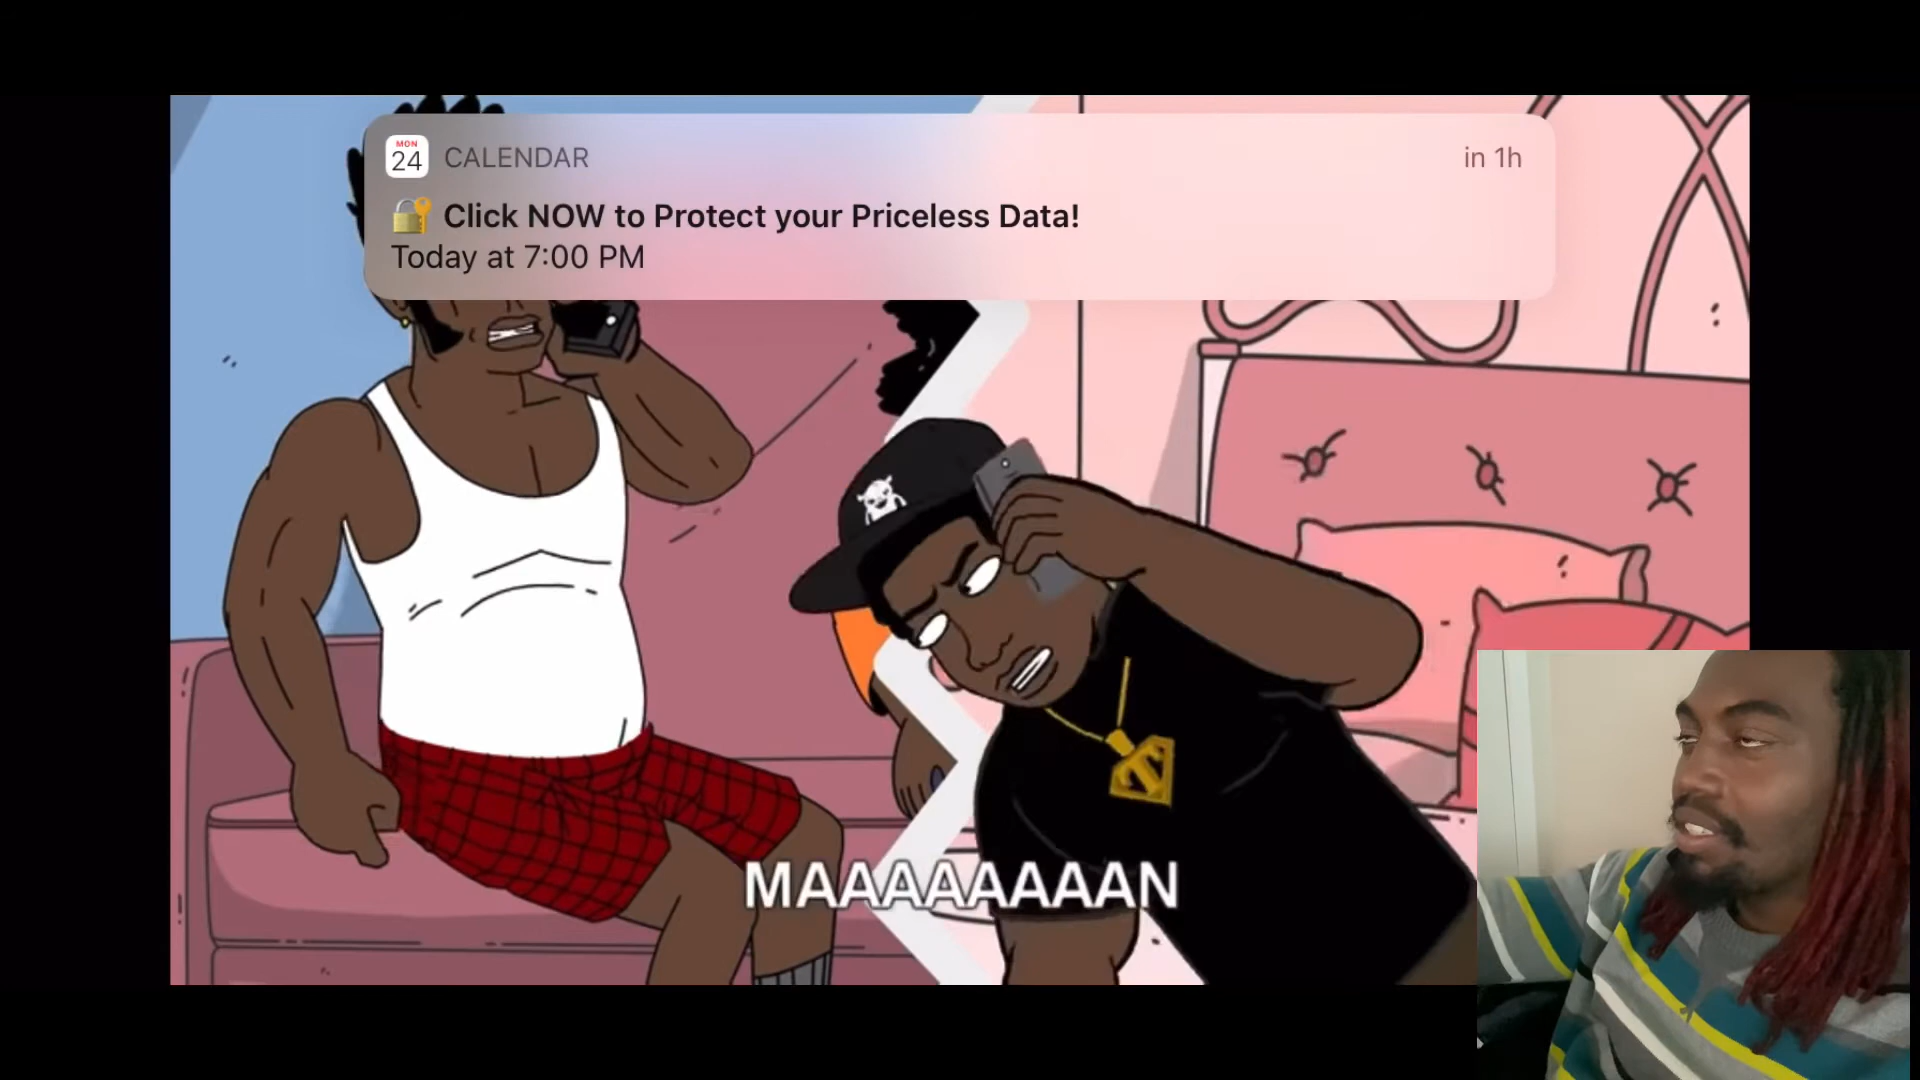 MON
24
CALENDAR
in 1h
🔐 Click NOW to Protect your Priceless Data!
Today at 7:00 PM
T
MAAAAAAAAN